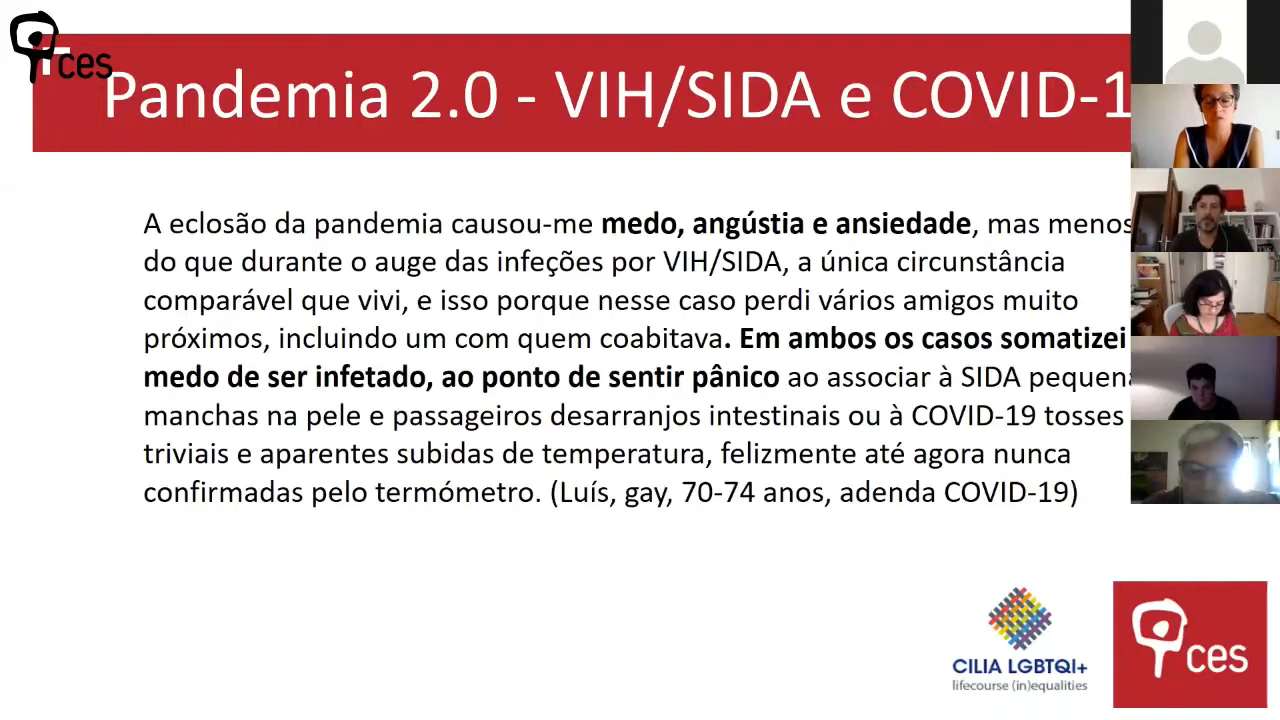 ces
Pandemia 2.0 - VIH/SIDA e COVID-1
A eclosão da pandemia causou-me medo, angústia e ansiedade, mas menos
do que durante o auge das infeções por VIH/SIDA, a única circunstância
comparável que vivi, e isso porque nesse caso perdi vários amigos muito
próximos, incluindo um com quem coabitava. Em ambos os casos somatizei
medo de ser infetado, ao ponto de sentir pânico ao associar à SIDA pequena
manchas na pele e passageiros desarranjos intestinais ou à COVID-19 tosses
triviais e aparentes subidas de temperatura, felizmente até agora nunca
confirmadas pelo termómetro. (Luís, gay, 70-74 anos, adenda COVID-19)
CILIA LGBTQI+
lifecourse (in)equalities
ces